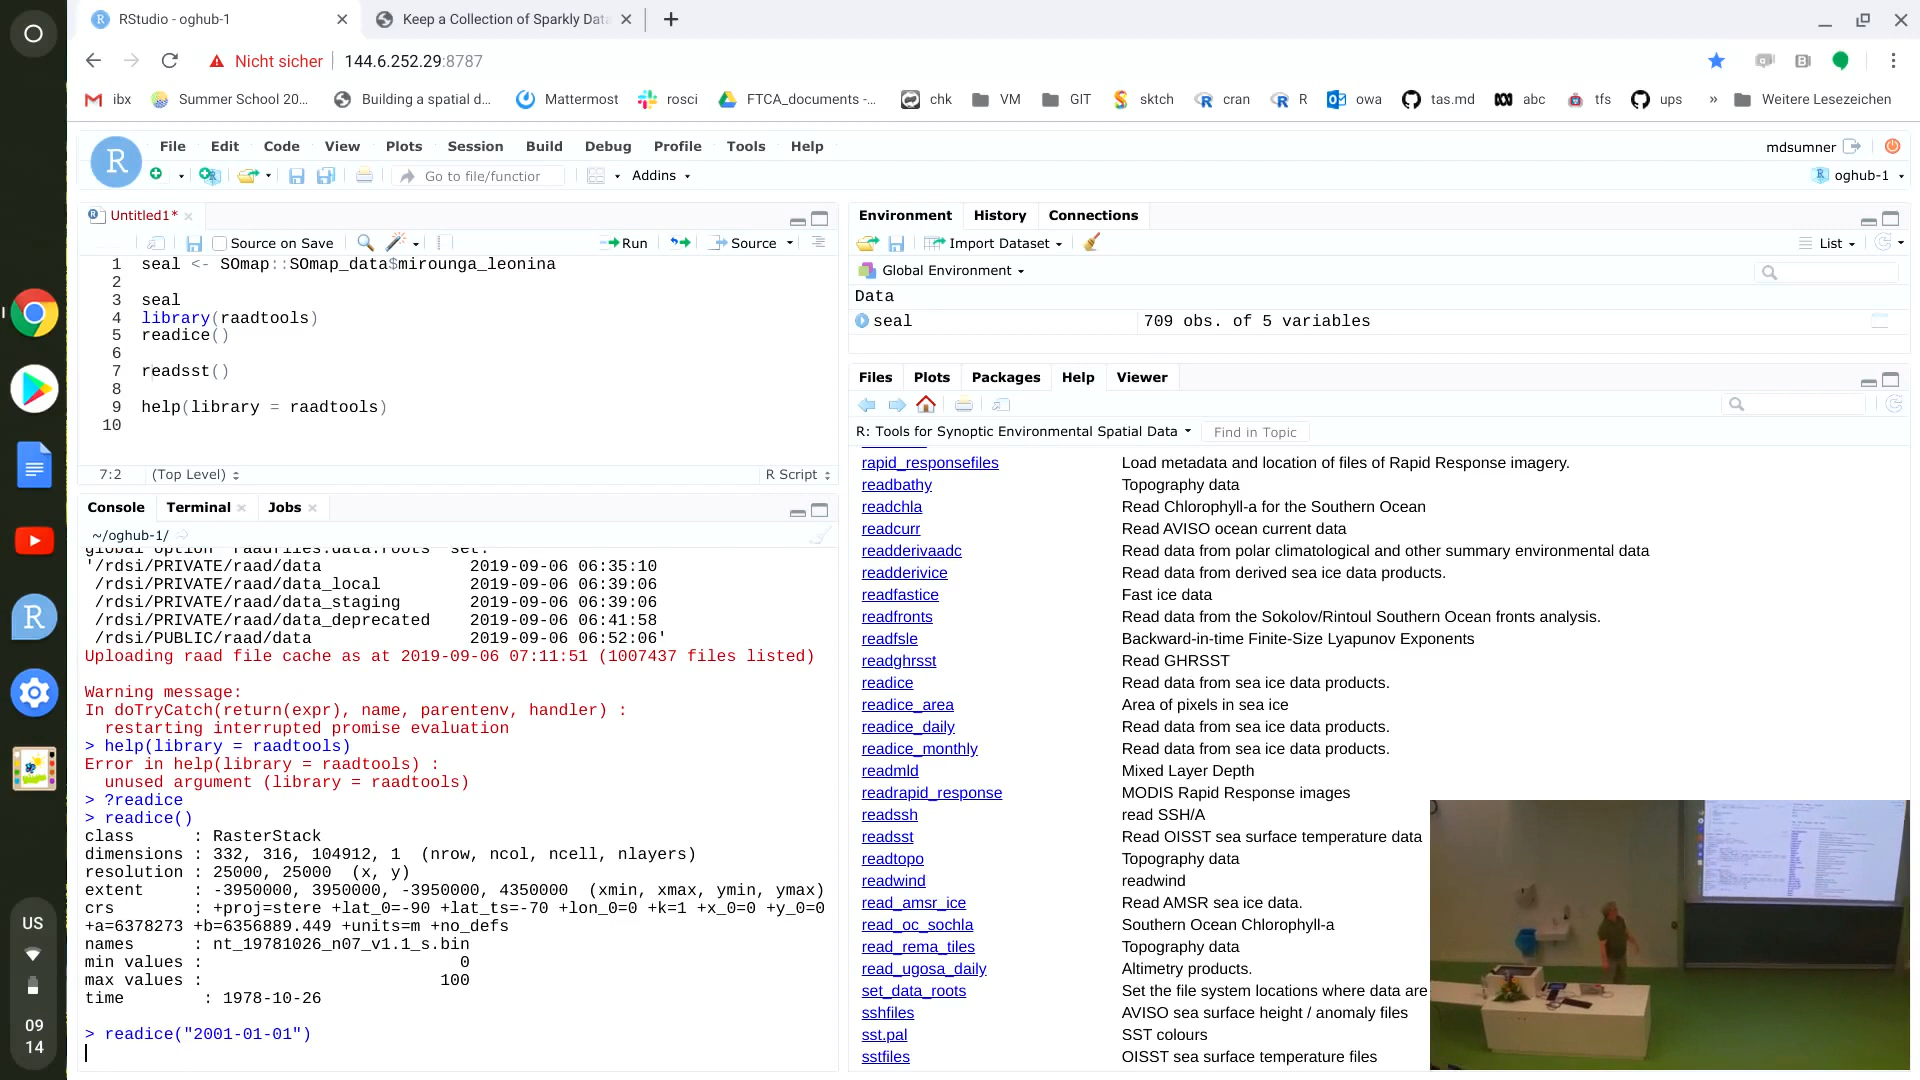 RStudio - oghub-1
Keep a Collection of Sparkly Data
Nicht sicher
144.6.252.29:8787
ibx
Summer School 20...
Building a spatial d...
Mattermost
rosci
FTCA_documents -...
chk
VM
GIT
sktch
cran
R
owa
tas.md
abc
tfs
ups
»
Weitere Lesezeichen
R
File Edit Code View Plots Session Build Debug Profile Tools Help
mdsumner
Go to file/function
Addins
oghub-1
Untitled1*
Source on Save
Run
Source
1 seal <- SOmap::SOmap_data$mirounga_leonina
2
3 seal
4 library(raadtools)
5 readice()
6
7 readsst()
8
9 help(library = raadtools)
10
7:2 (Top Level)
R Script
Console Terminal Jobs
~/oghub-1/
global option 'raadfiles.data.roots' set:
'/rdsi/PRIVATE/raad/data 2019-09-06 06:35:10
/rdsi/PRIVATE/raad/data_local 2019-09-06 06:39:06
/rdsi/PRIVATE/raad/data_staging 2019-09-06 06:39:06
/rdsi/PRIVATE/raad/data_deprecated 2019-09-06 06:41:58
/rdsi/PUBLIC/raad/data 2019-09-06 06:52:06'
Uploading raad file cache as at 2019-09-06 07:11:51 (1007437 files listed)
Warning message:
In doTryCatch(return(expr), name, parentenv, handler) :
restarting interrupted promise evaluation
> help(library = raadtools)
Error in help(library = raadtools) :
unused argument (library = raadtools)
> ?readice
> readice()
class : RasterStack
dimensions : 332, 316, 104912, 1 (nrow, ncol, ncell, nlayers)
resolution : 25000, 25000 (x, y)
extent : -3950000, 3950000, -3950000, 4350000 (xmin, xmax, ymin, ymax)
crs : +proj=stere +lat_0=-90 +lat_ts=-70 +lon_0=0 +k=1 +x_0=0 +y_0=0
+a=6378273 +b=6356889.449 +units=m +no_defs
names : nt_19781026_n07_v1.1_s.bin
min values : 0
max values : 100
time : 1978-10-26
> readice("2001-01-01")
Environment History Connections
Import Dataset
List
Global Environment
Data
seal 709 obs. of 5 variables
Files Plots Packages Help Viewer
R: Tools for Synoptic Environmental Spatial Data
Find in Topic
rapid_responsefiles Load metadata and location of files of Rapid Response imagery.
readbathy Topography data
readchla Read Chlorophyll-a for the Southern Ocean
readcurr Read AVISO ocean current data
readderivaadc Read data from polar climatological and other summary environmental data
readderivice Read data from derived sea ice data products.
readfastice Fast ice data
readfronts Read data from the Sokolov/Rintoul Southern Ocean fronts analysis.
readfsle Backward-in-time Finite-Size Lyapunov Exponents
readghrsst Read GHRSST
readice Read data from sea ice data products.
readice_area Area of pixels in sea ice
readice_daily Read data from sea ice data products.
readice_monthly Read data from sea ice data products.
readmld Mixed Layer Depth
readrapid_response MODIS Rapid Response images
readssh read SSH/A
readsst Read OISST sea surface temperature data
readtopo Topography data
readwind readwind
read_amsr_ice Read AMSR sea ice data.
read_oc_sochla Southern Ocean Chlorophyll-a
read_rema_tiles Topography data
read_ugosa_daily Altimetry products.
set_data_roots Set the file system locations where data are
sshfiles AVISO sea surface height / anomaly files
sst.pal SST colours
sstfiles OISST sea surface temperature files
R
US
09
14